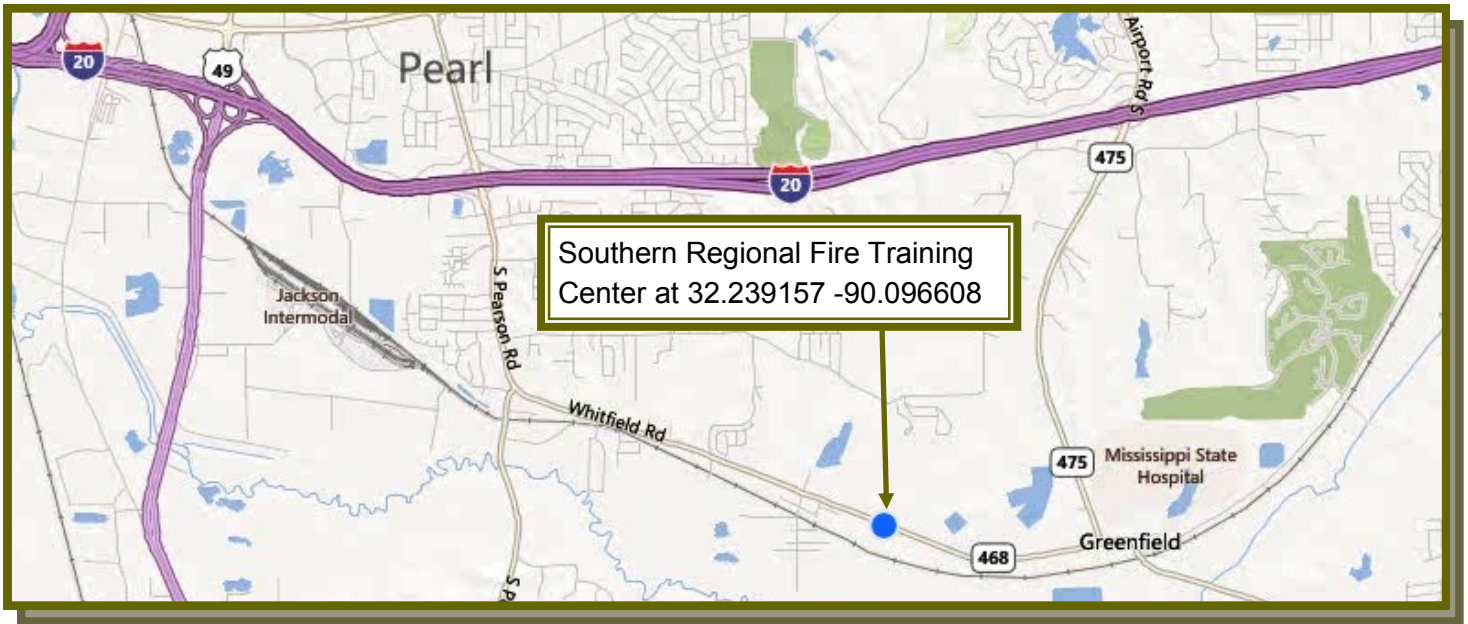 20
49
Pearl
Airport Rd S
475
20
Southern Regional Fire Training
Center at 32.239157 -90.096608
Jackson
Intermodal
S Pearson Rd
Whitfield Rd
475
Mississippi State
Hospital
468
Greenfield